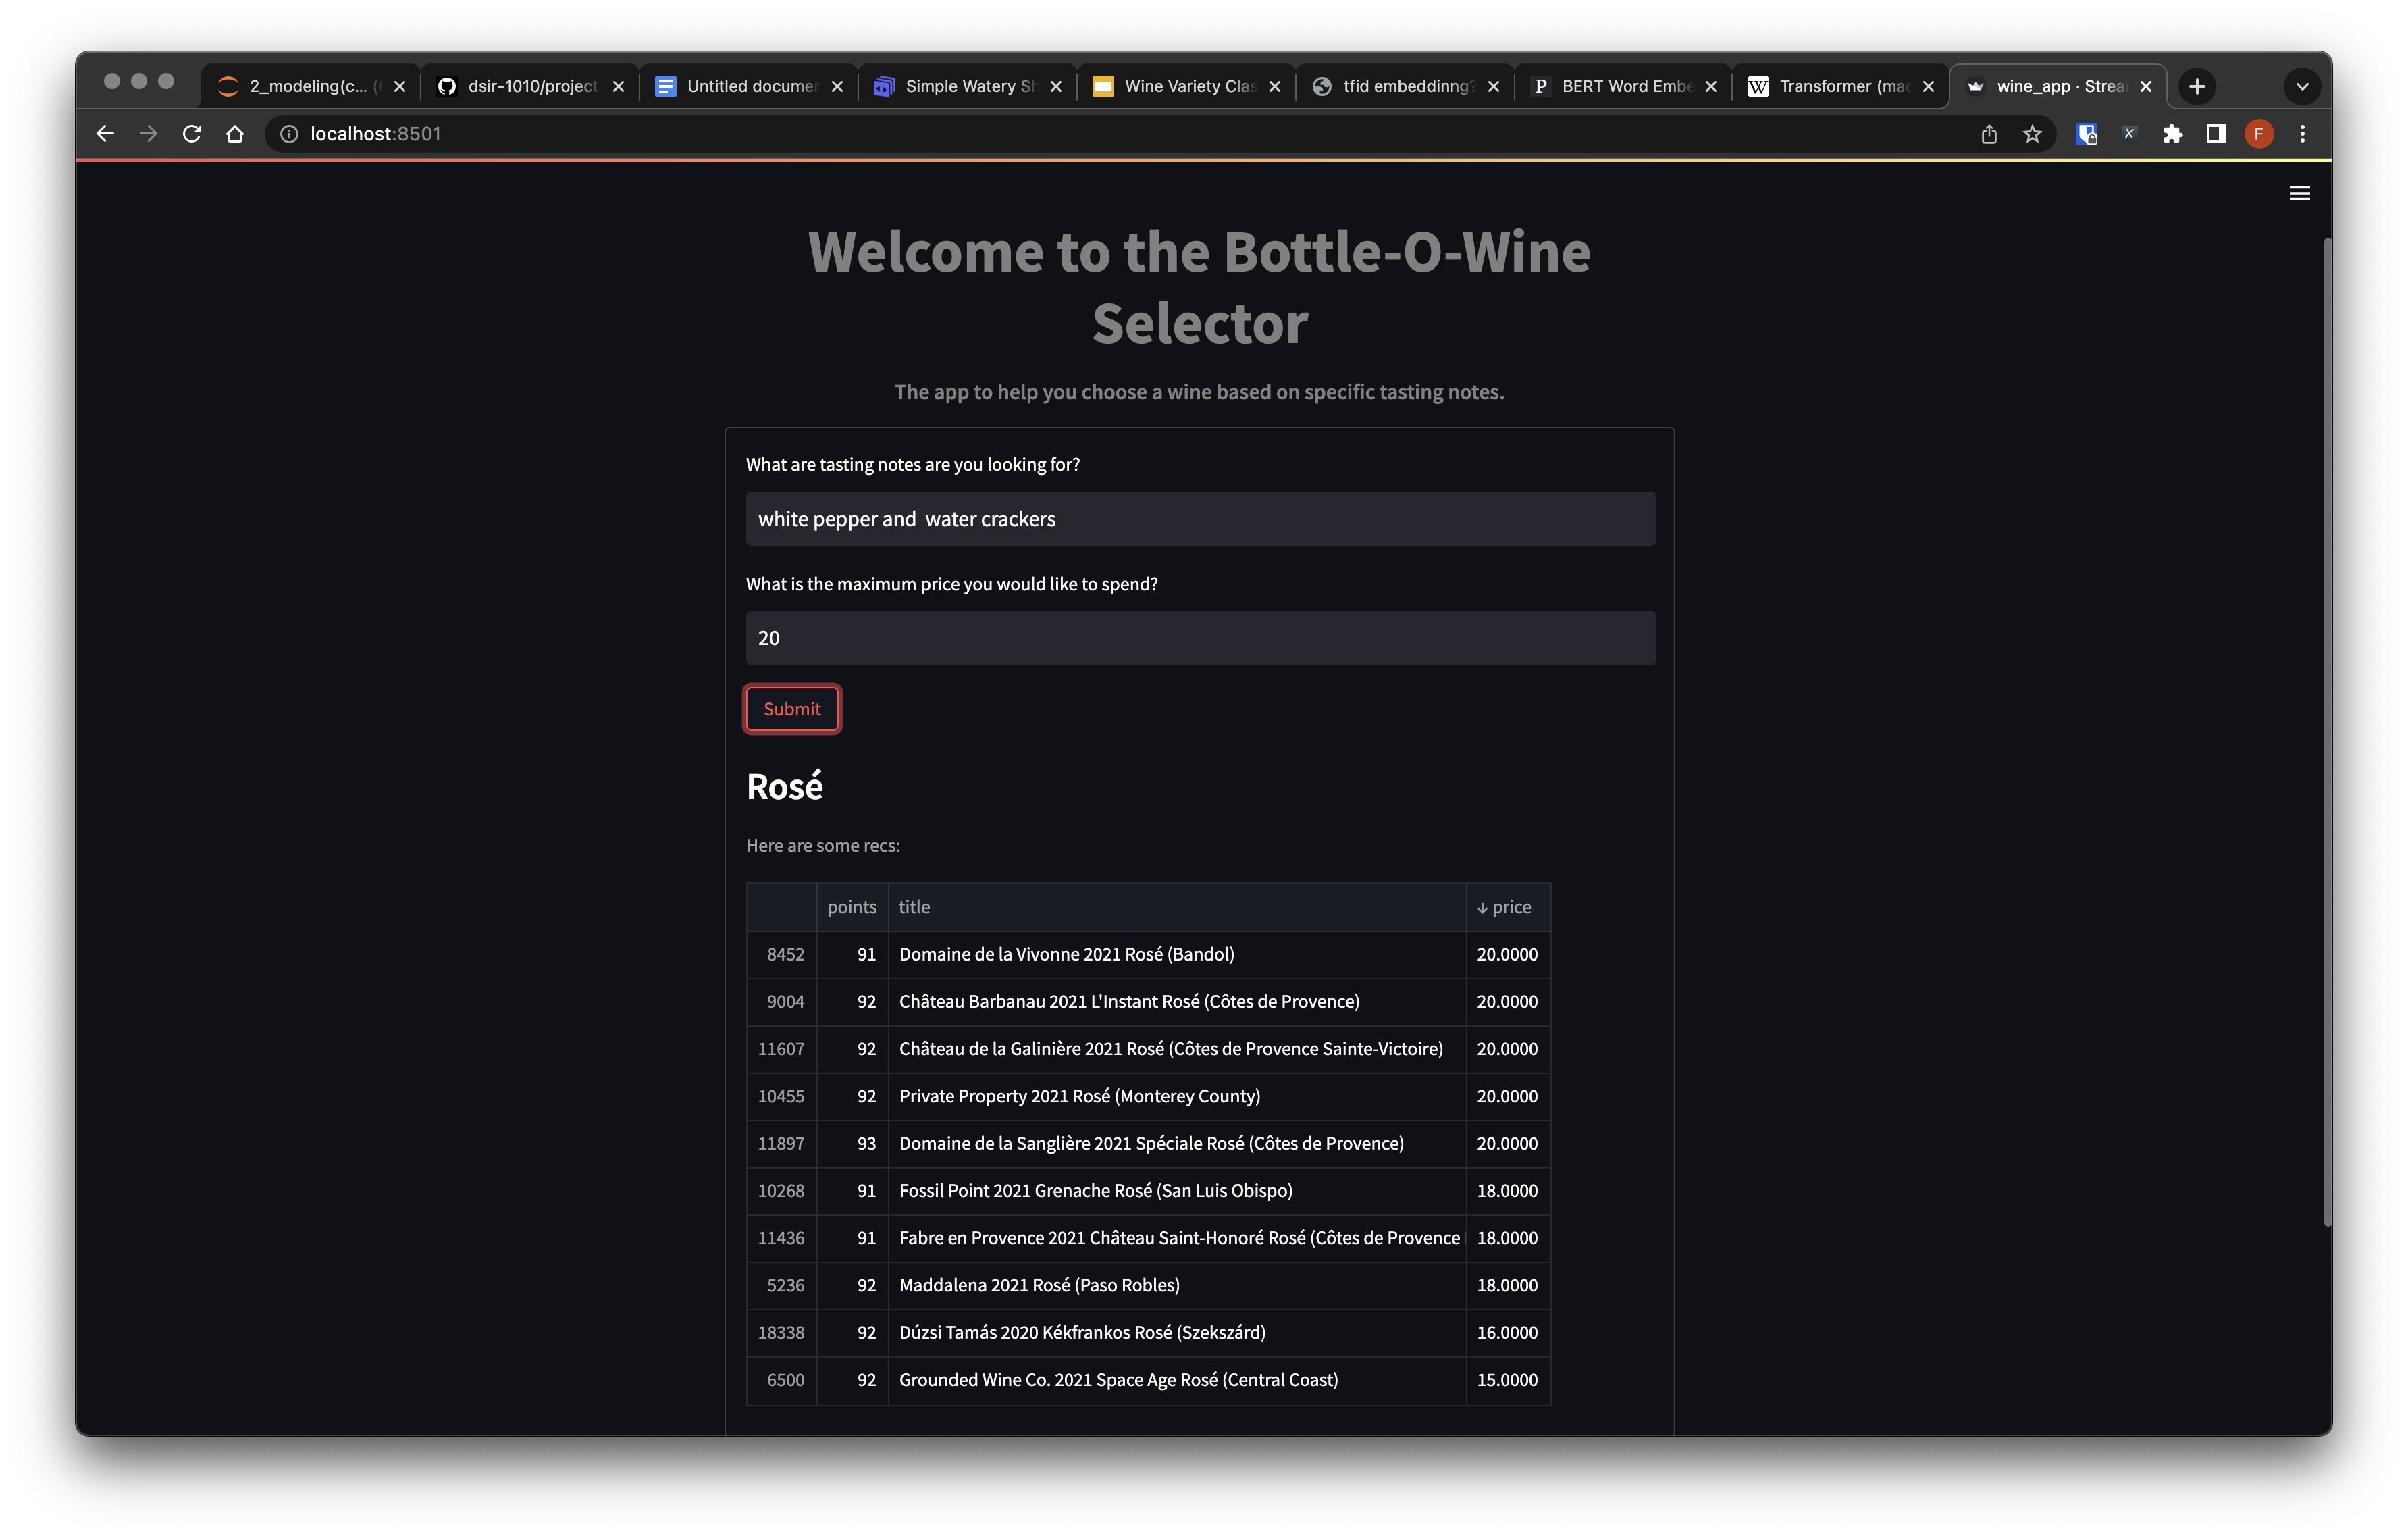 2_modeling(c... (
dsir-1010/project
Untitled documen
Simple Watery Sh
Wine Variety Clas
tfid embeddinng?
BERT Word Embe
Transformer (mac
wine_app · Strea
localhost:8501
F
Welcome to the Bottle-O-Wine
Selector
The app to help you choose a wine based on specific tasting notes.
What are tasting notes are you looking for?
white pepper and  water crackers
What is the maximum price you would like to spend?
20
Submit
Rosé
Here are some recs:
points title ↓ price
8452 91 Domaine de la Vivonne 2021 Rosé (Bandol) 20.0000
9004 92 Château Barbanau 2021 L'Instant Rosé (Côtes de Provence) 20.0000
11607 92 Château de la Galinière 2021 Rosé (Côtes de Provence Sainte-Victoire) 20.0000
10455 92 Private Property 2021 Rosé (Monterey County) 20.0000
11897 93 Domaine de la Sanglière 2021 Spéciale Rosé (Côtes de Provence) 20.0000
10268 91 Fossil Point 2021 Grenache Rosé (San Luis Obispo) 18.0000
11436 91 Fabre en Provence 2021 Château Saint-Honoré Rosé (Côtes de Provence 18.0000
5236 92 Maddalena 2021 Rosé (Paso Robles) 18.0000
18338 92 Dúzsi Tamás 2020 Kékfrankos Rosé (Szekszárd) 16.0000
6500 92 Grounded Wine Co. 2021 Space Age Rosé (Central Coast) 15.0000